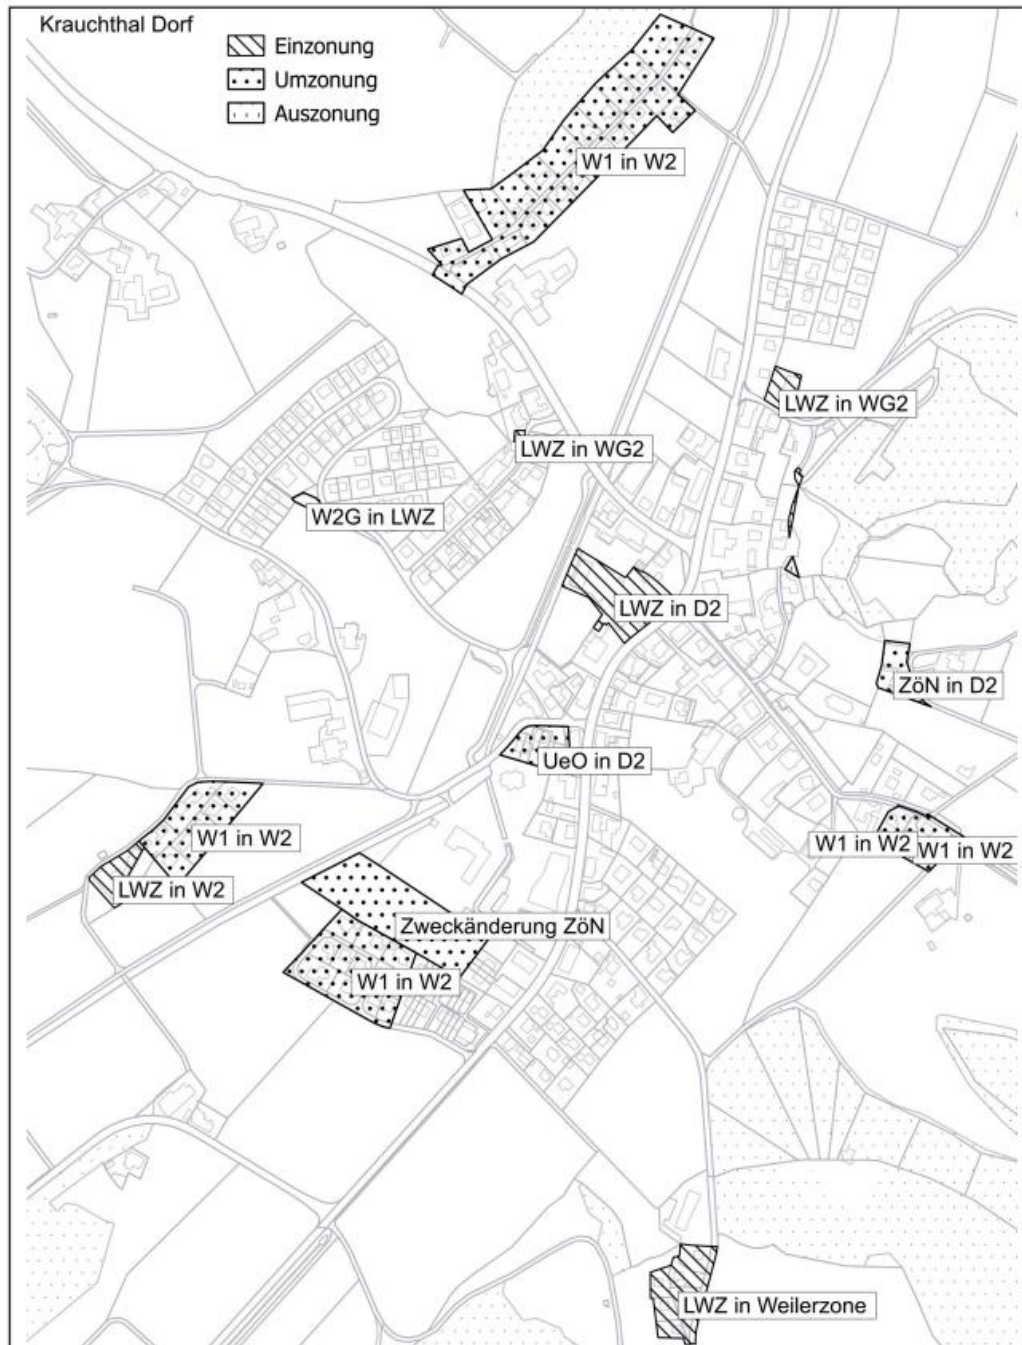 Krauchthal Dorf
Einzonung
Umzonung
Auszonung
W1 in W2
LWZ in WG2
LWZ in WG2
W2G in LWZ
LWZ in D2
ZöN in D2
UeO in D2
W1 in W2
W1 in W2
W1 in W2
LWZ in W2
Zweckänderung ZöN
W1 in W2
LWZ in Weilerzone